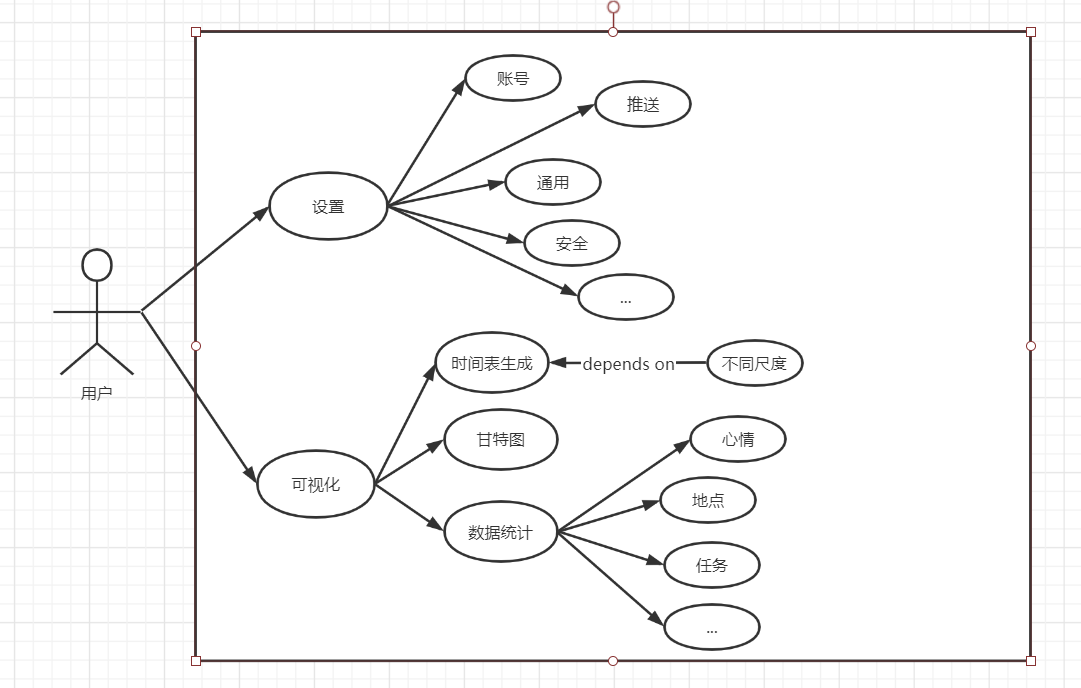 账号
推送
通用
设置
安全
...
用户
时间表生成
depends on
不同尺度
甘特图
心情
可视化
地点
数据统计
任务
...